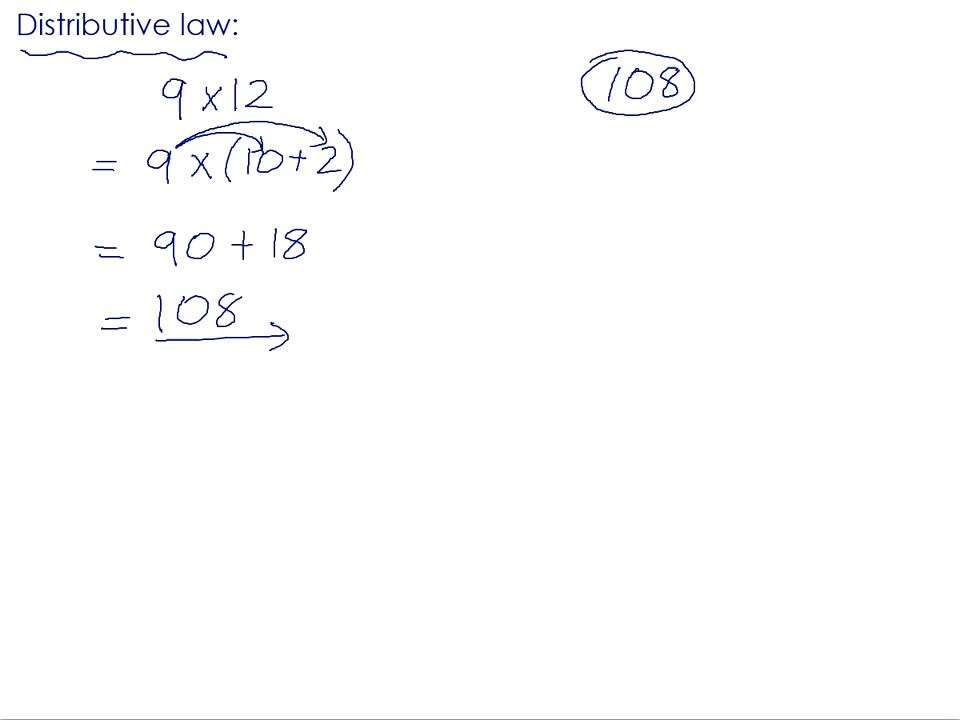 Distributive law:
9 × 12
108
= 9 × (10 + 2)
= 90 + 18
= 108